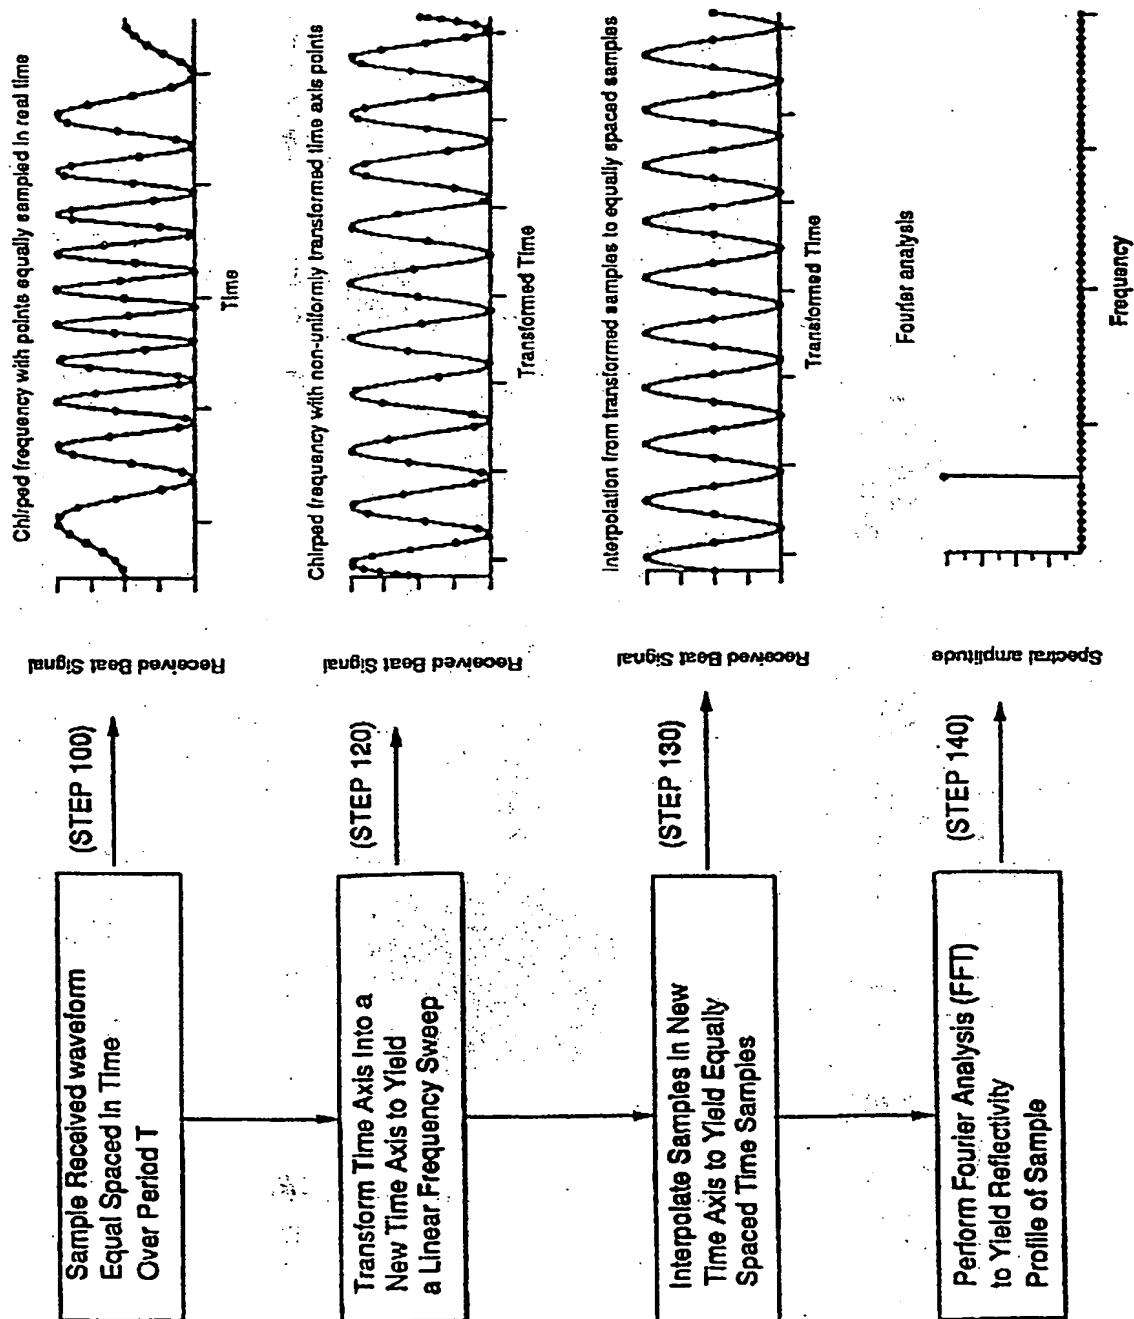 Sample Received waveform
Equal Spaced In Time
Over Period T
(STEP 100)
Received Beat Signal
Chirped frequency with points equally sampled in real time
Time
Transform Time Axis Into a
New Time Axis to Yield
a Linear Frequency Sweep
(STEP 120)
Received Beat Signal
Chirped frequency with non-uniformly transformed time axis points
Transformed Time
Interpolate Samples In New
Time Axis to Yield Equally
Spaced Time Samples
(STEP 130)
Received Beat Signal
Interpolation from transformed samples to equally spaced samples
Transformed Time
Perform Fourier Analysis (FFT)
to Yield Reflectivity
Profile of Sample
(STEP 140)
Spectral amplitude
Fourier analysis
Frequency